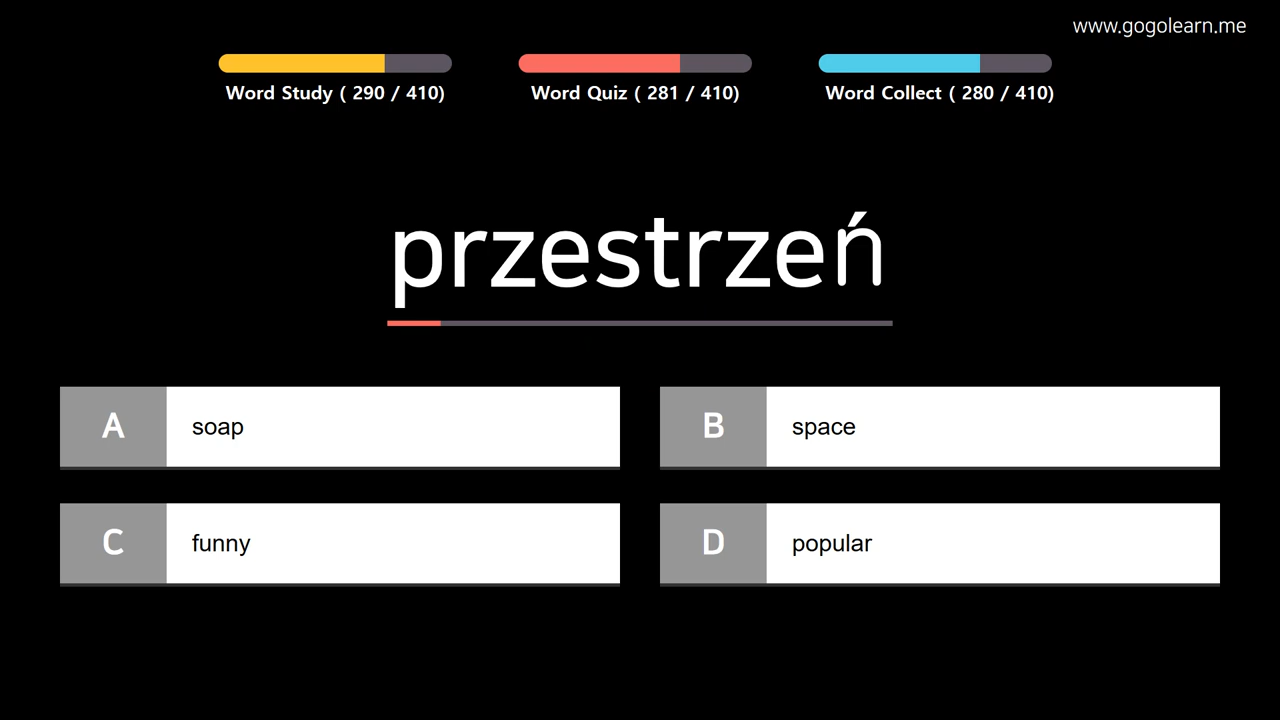 www.gogolearn.me
Word Study ( 290 / 410)
Word Quiz ( 281 / 410)
Word Collect ( 280 / 410)
przestrzeń
A soap
B space
C funny
D popular